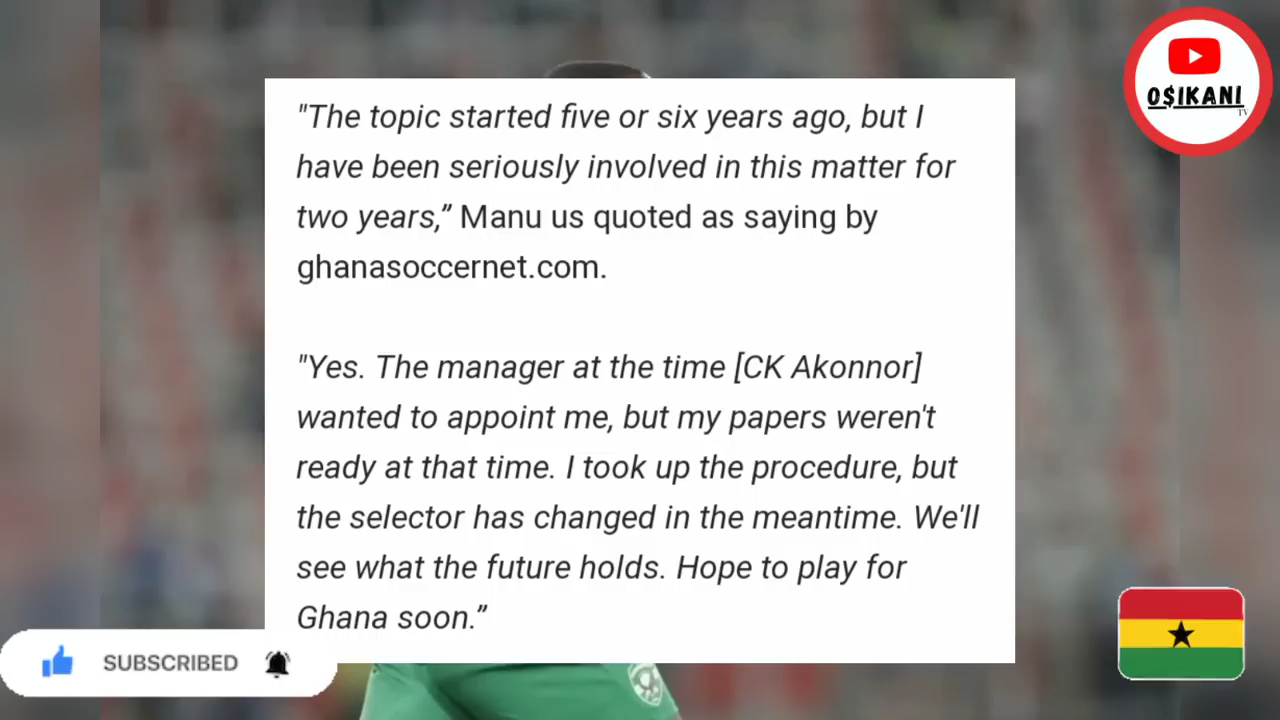 O$IKANI
TV
"The topic started five or six years ago, but I
have been seriously involved in this matter for
two years,” Manu us quoted as saying by
ghanasoccernet.com.
"Yes. The manager at the time [CK Akonnor]
wanted to appoint me, but my papers weren't
ready at that time. I took up the procedure, but
the selector has changed in the meantime. We'll
see what the future holds. Hope to play for
Ghana soon.”
SUBSCRIBED